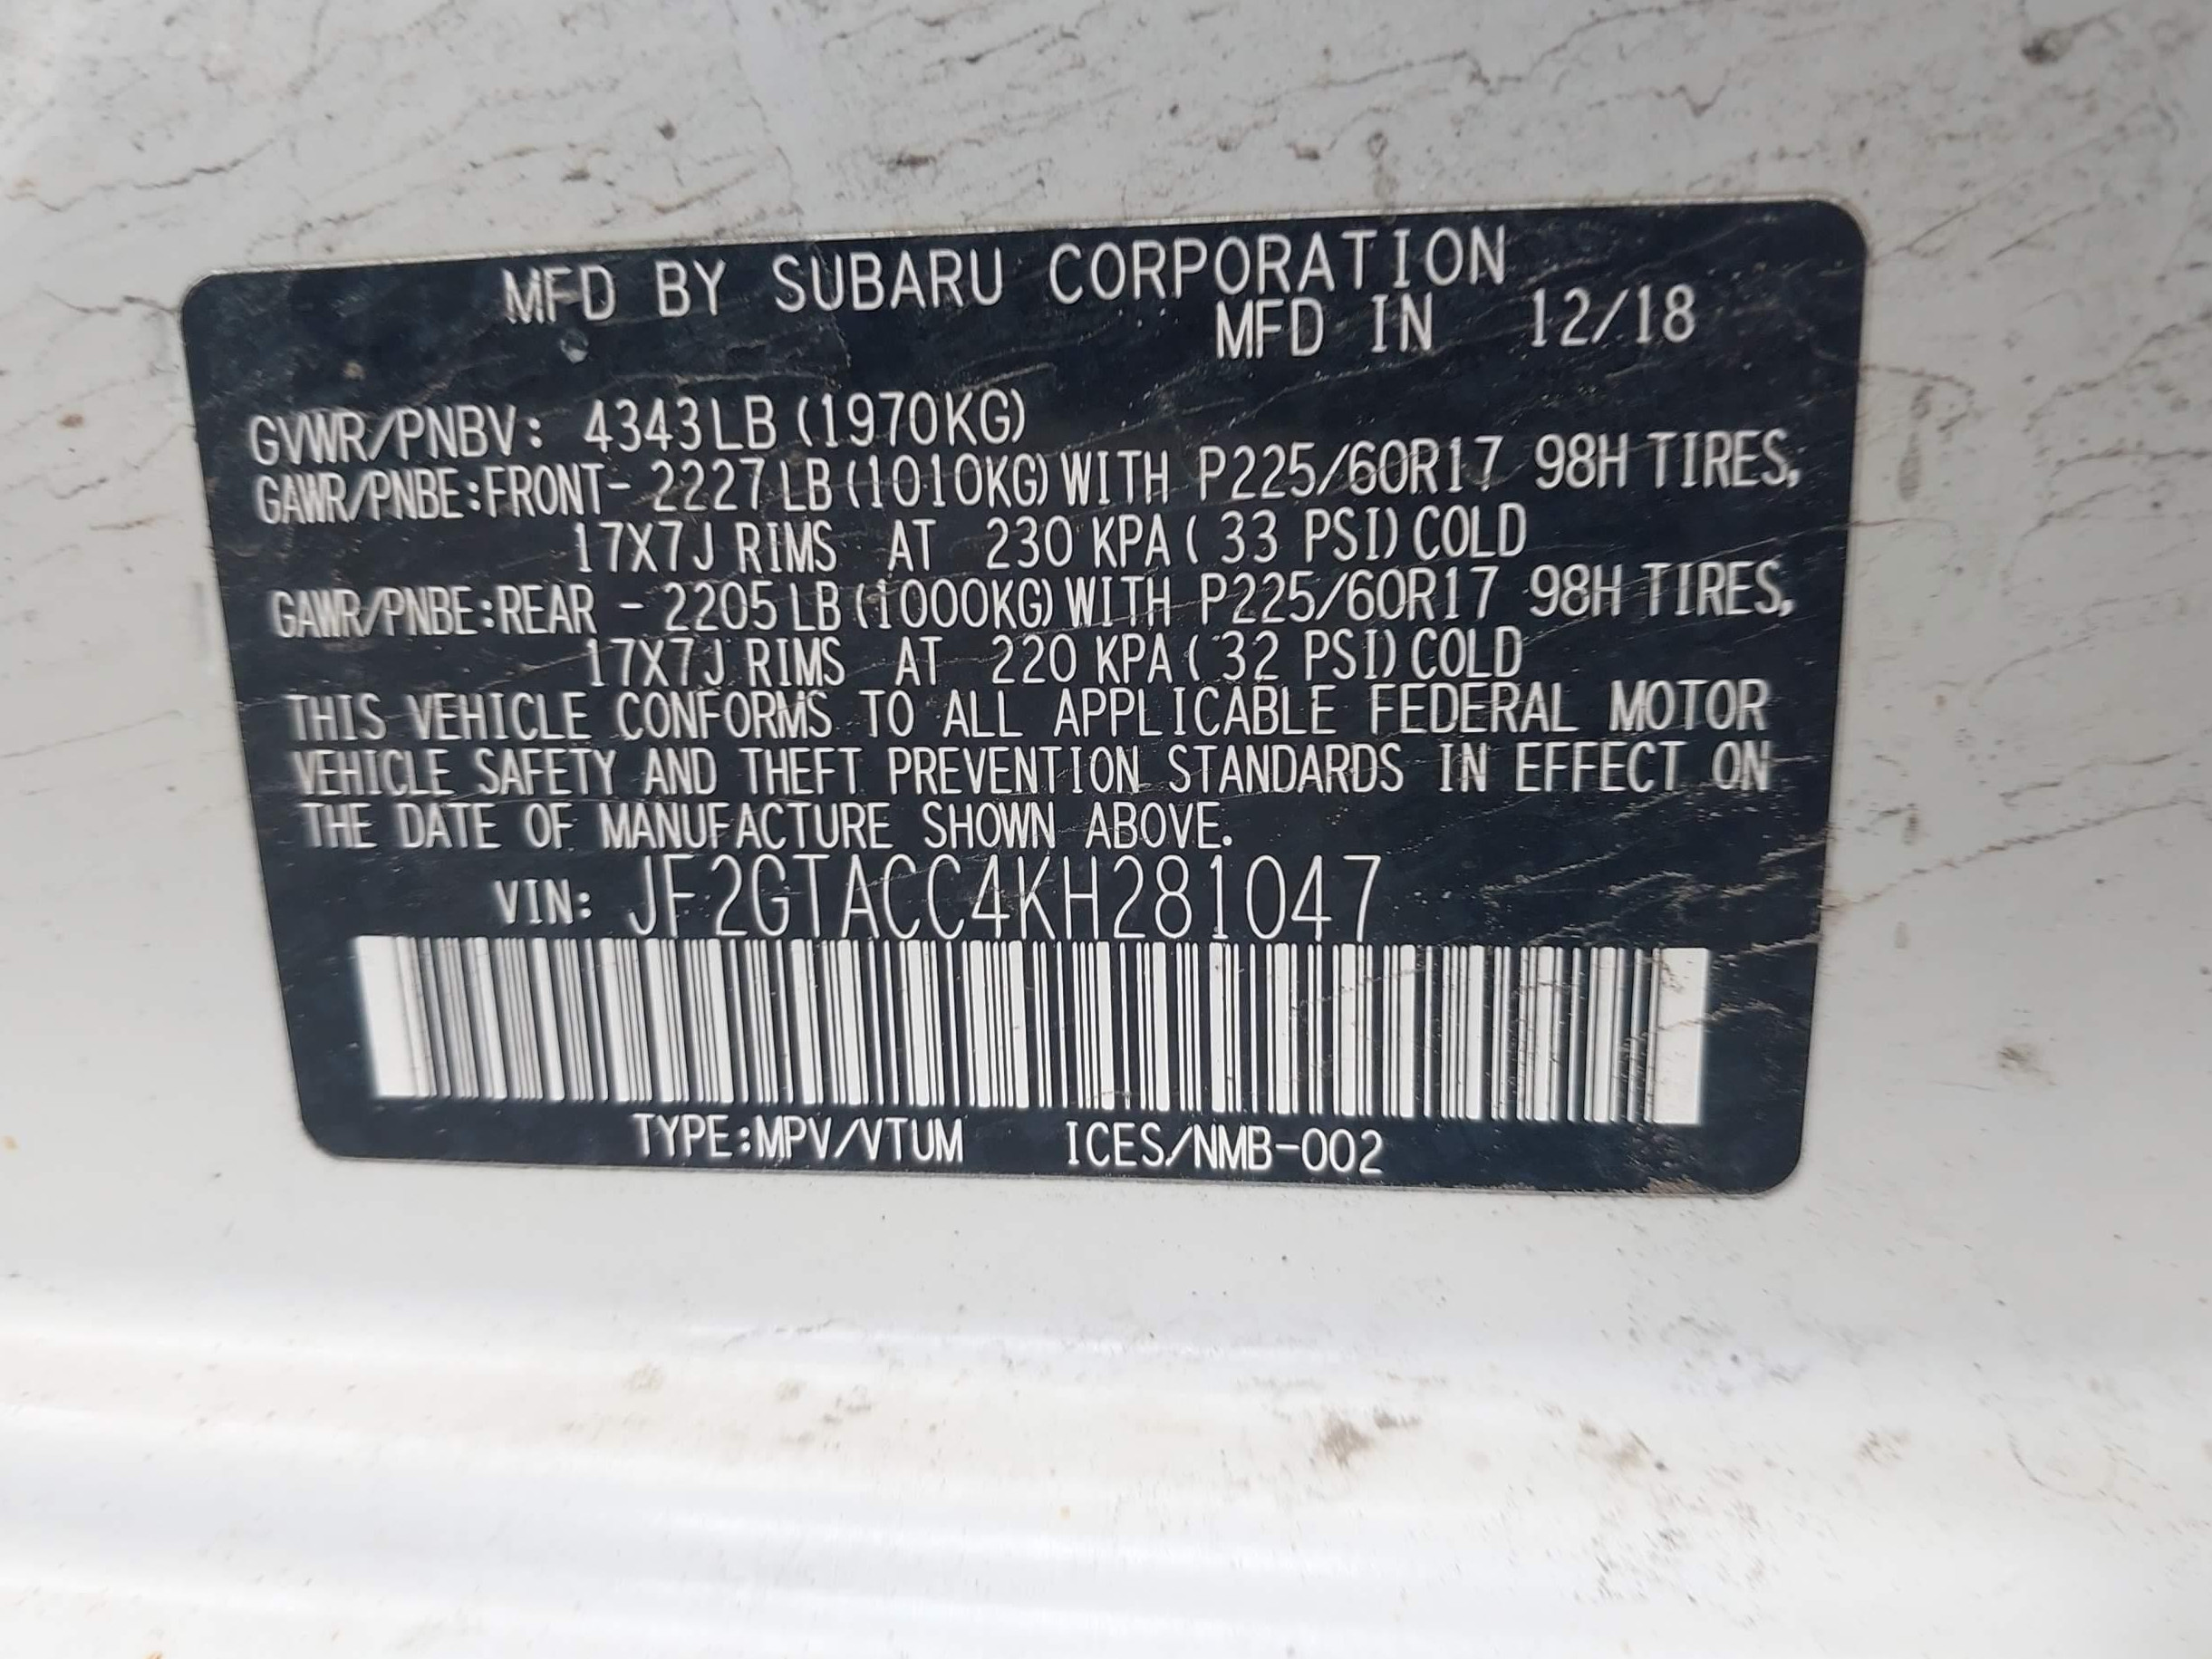 MFD BY SUBARU CORPORATION
MFD IN 12/18
GVWR/PNBV: 4343LB(1970KG)
GAWR/PNBE:FRONT- 2227LB(1010KG)WITH P225/60R17 98H TIRES,
17X7J RIMS AT 230 KPA( 33 PSI)COLD
GAWR/PNBE:REAR - 2205LB(1000KG)WITH P225/60R17 98H TIRES,
17X7J RIMS AT 220 KPA( 32 PSI)COLD
THIS VEHICLE CONFORMS TO ALL APPLICABLE FEDERAL MOTOR
VEHICLE SAFETY AND THEFT PREVENTION STANDARDS IN EFFECT ON
THE DATE OF MANUFACTURE SHOWN ABOVE.
VIN: JF2GTACC4KH281047
TYPE:MPV/VTUM ICES/NMB-002